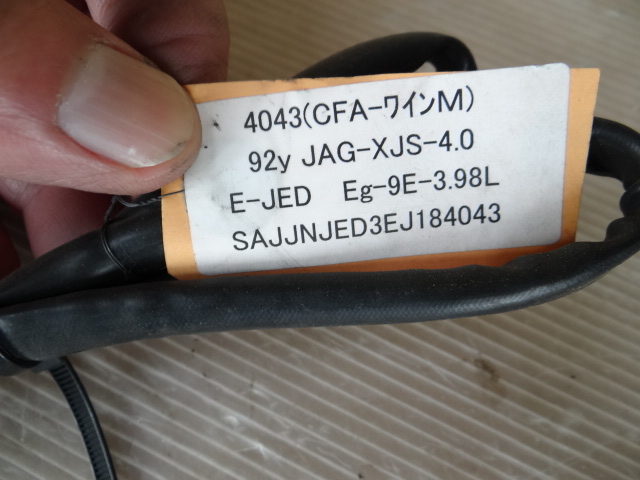 4043(CFA-ワインM)
92y JAG-XJS-4.0
E-JED Eg-9E-3.98L
SAJJNJED3EJ184043